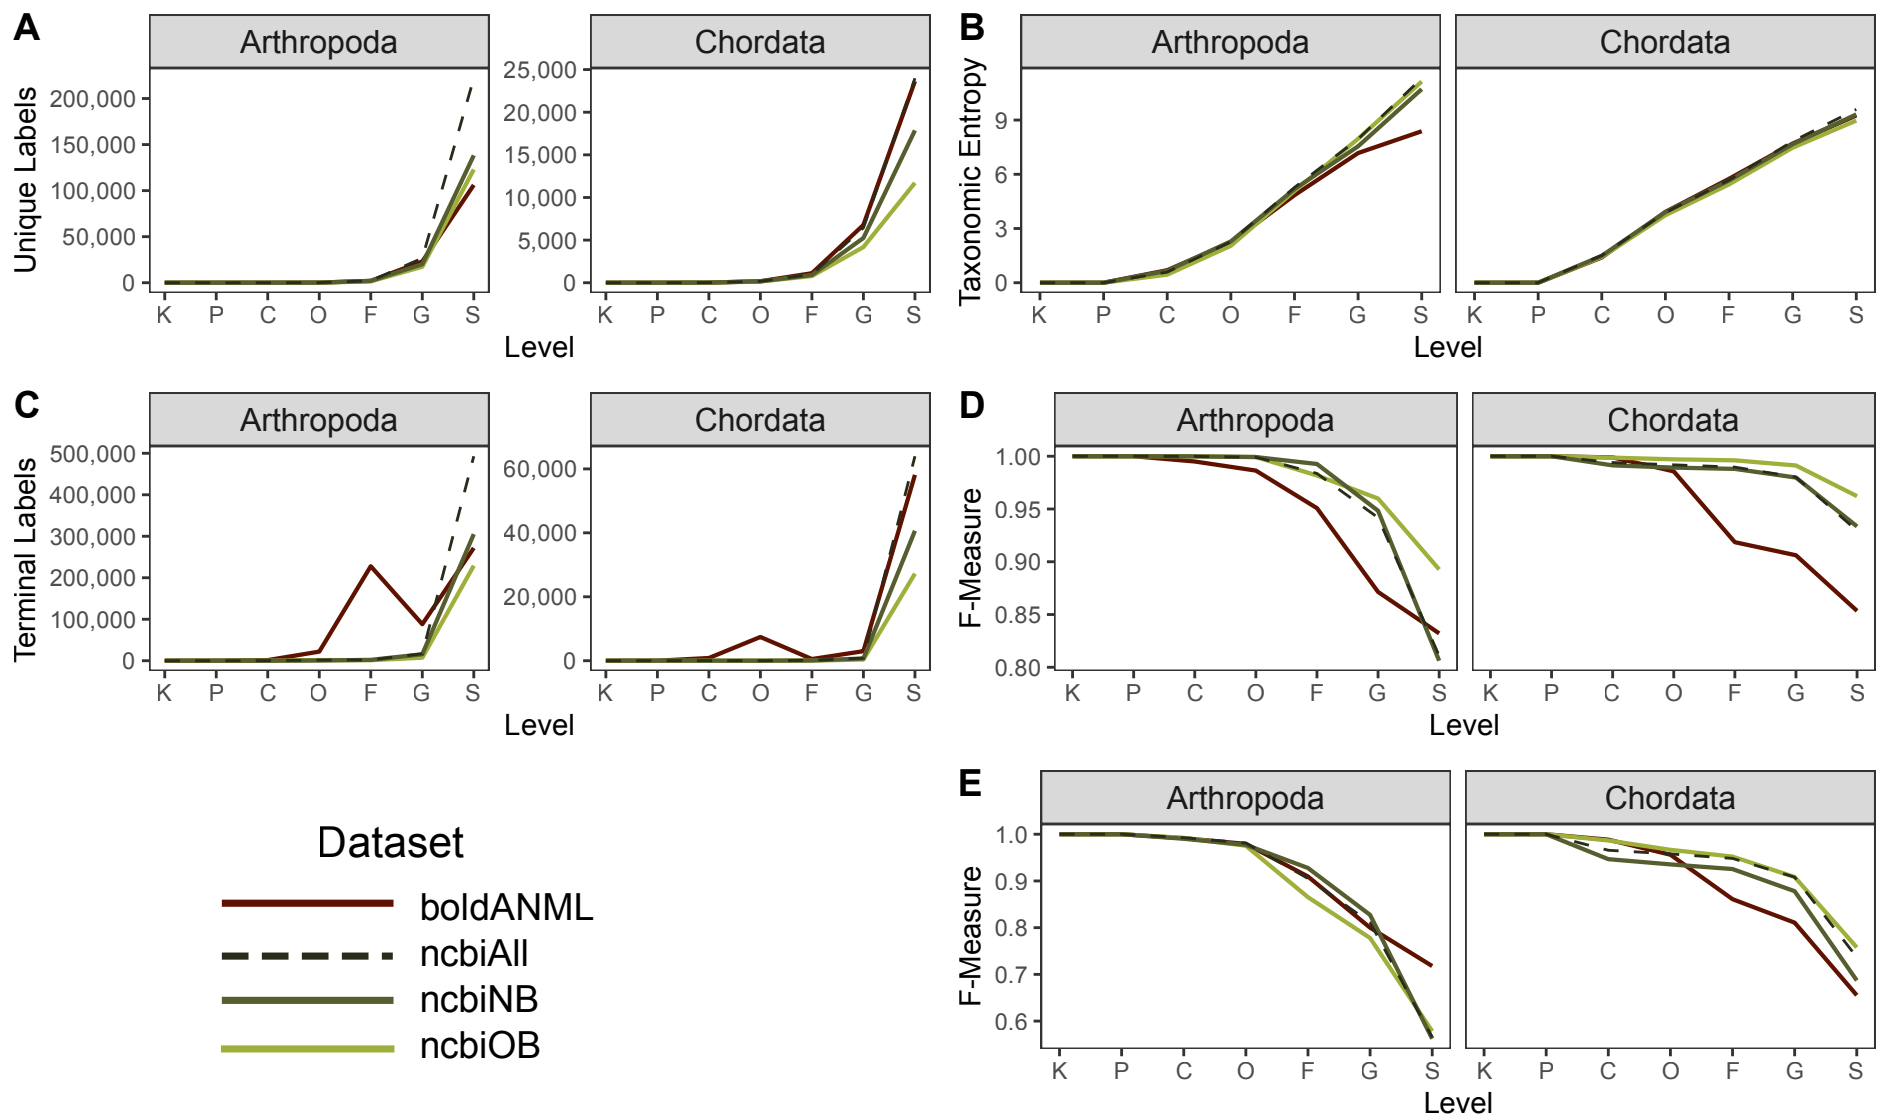 A
Arthropoda
Chordata
Unique Labels
200,000
150,000
100,000
50,000
0
25,000
20,000
15,000
10,000
5,000
0
K P C O F G S
K P C O F G S
Level
B
Arthropoda
Chordata
Taxonomic Entropy
9
6
3
0
K P C O F G S
K P C O F G S
Level
C
Arthropoda
Chordata
Terminal Labels
500,000
400,000
300,000
200,000
100,000
0
60,000
40,000
20,000
0
K P C O F G S
K P C O F G S
Level
D
Arthropoda
Chordata
F-Measure
1.00
0.95
0.90
0.85
0.80
K P C O F G S
K P C O F G S
Level
Dataset
boldANML
ncbiAll
ncbiNB
ncbiOB
E
Arthropoda
Chordata
F-Measure
1.0
0.9
0.8
0.7
0.6
K P C O F G S
K P C O F G S
Level